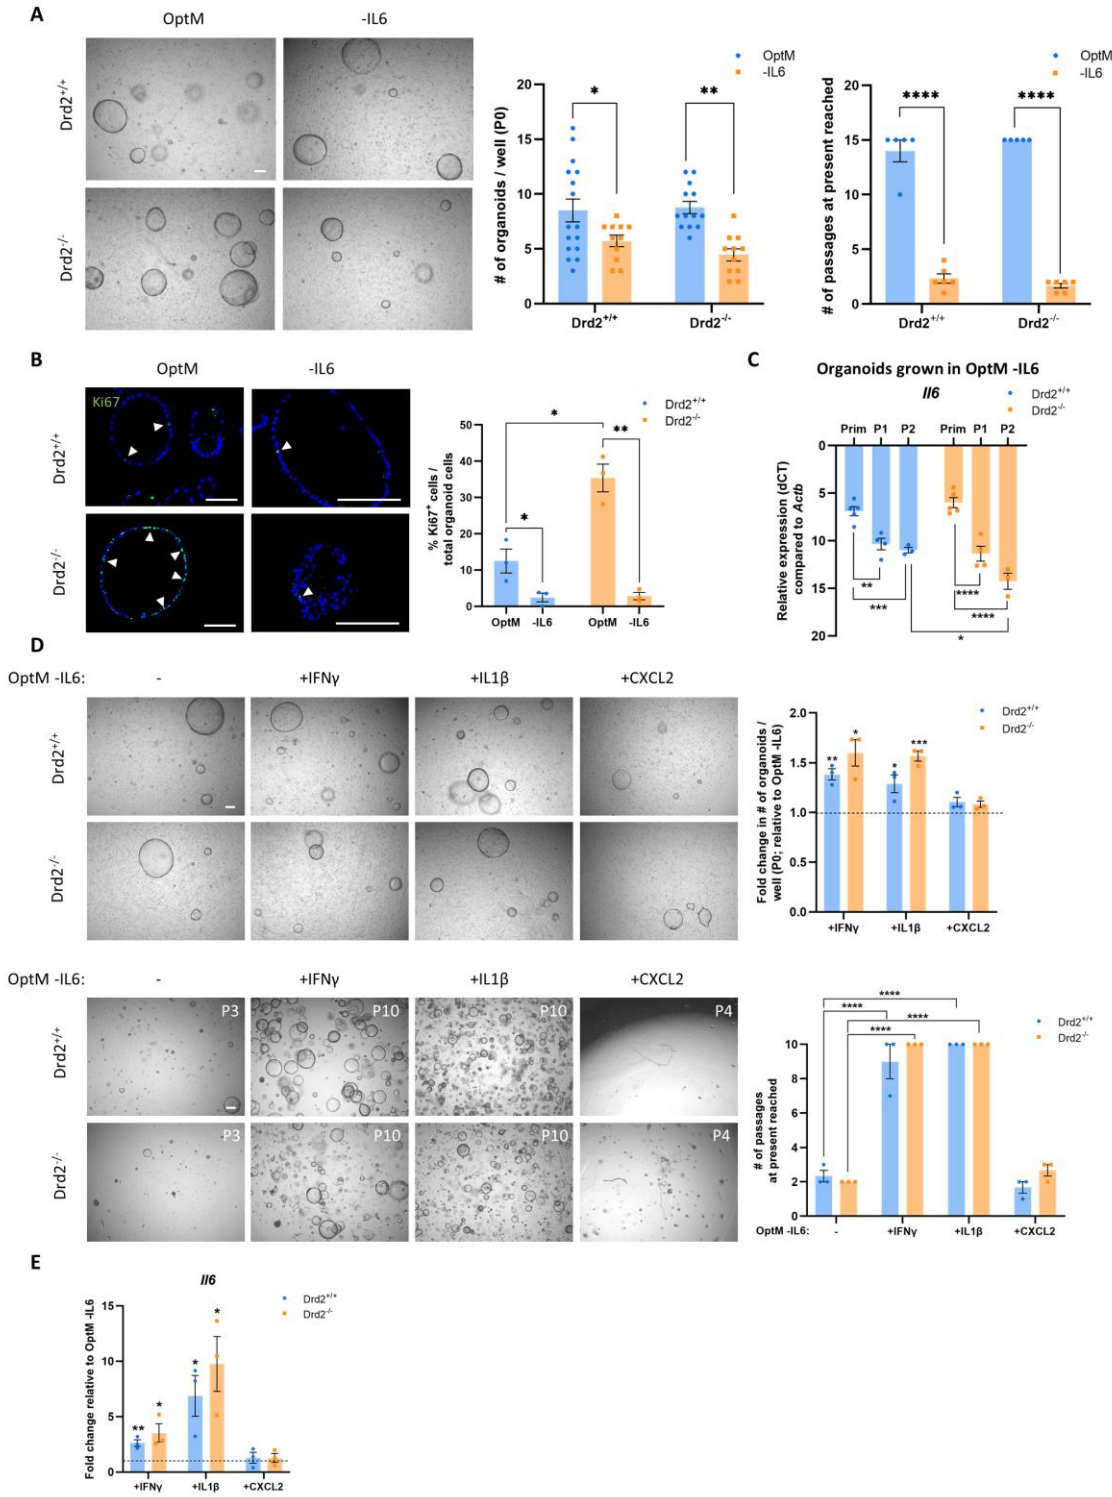 A
OptM
-IL6
Drd2+/+
Drd2-/-
OptM
-IL6
# of organoids / well (P0)
20
15
10
5
0
*
**
Drd2+/+
Drd2-/-
OptM
-IL6
# of passages at present reached
20
15
10
5
0
****
****
Drd2+/+
Drd2-/-
B
OptM
-IL6
Ki67
Drd2+/+
Drd2-/-
Drd2+/+
Drd2-/-
% Ki67+ cells /
total organoid cells
50
40
30
20
10
0
*
*
**
OptM
-IL6
OptM
-IL6
C
Organoids grown in OptM -IL6
Il6
Drd2+/+
Drd2-/-
Prim
P1
P2
Prim
P1
P2
Relative expression (dCT)
compared to Actb
0
5
10
15
20
**
***
****
****
*
D
OptM -IL6:
-
+IFNγ
+IL1β
+CXCL2
Drd2+/+
Drd2-/-
Drd2+/+
Drd2-/-
Fold change in # of organoids /
well (P0; relative to OptM -IL6)
2.0
1.5
1.0
0.5
0.0
**
*
*
***
+IFNγ
+IL1β
+CXCL2
OptM -IL6:
-
+IFNγ
+IL1β
+CXCL2
Drd2+/+
P3
P10
P10
P4
Drd2-/-
P3
P10
P10
P4
Drd2+/+
Drd2-/-
# of passages
at present reached
10
8
6
4
2
0
****
****
****
****
OptM -IL6:
-
+IFNγ
+IL1β
+CXCL2
E
Il6
Drd2+/+
Drd2-/-
Fold change relative to OptM -IL6
15
10
5
0
**
*
*
*
+IFNγ
+IL1β
+CXCL2